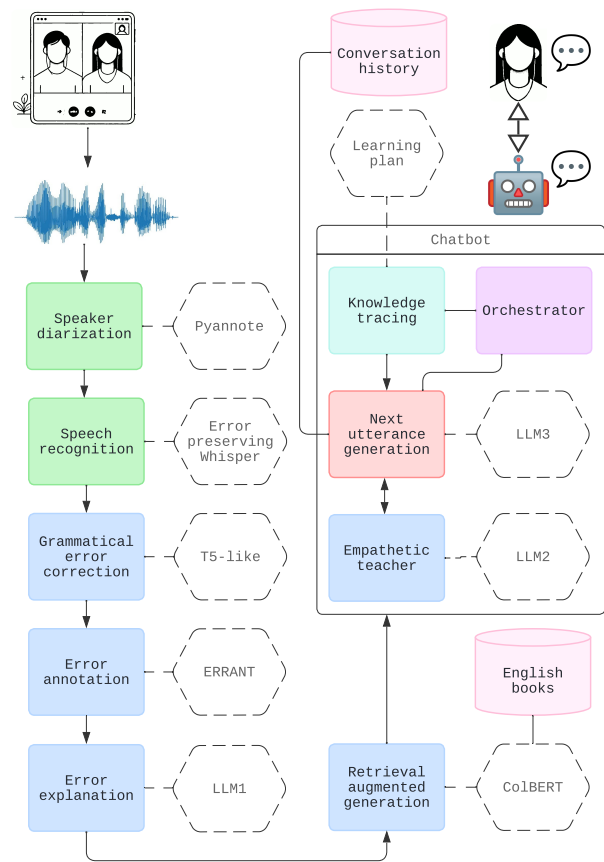 Conversation
history
Learning
plan
Chatbot
Speaker
diarization
Pyannote
Knowledge
tracing
Orchestrator
Speech
recognition
Error
preserving
Whisper
Next
utterance
generation
LLM3
Grammatical
error
correction
T5-like
Empathetic
teacher
LLM2
Error
annotation
ERRANT
English
books
Error
explanation
LLM1
Retrieval
augmented
generation
ColBERT